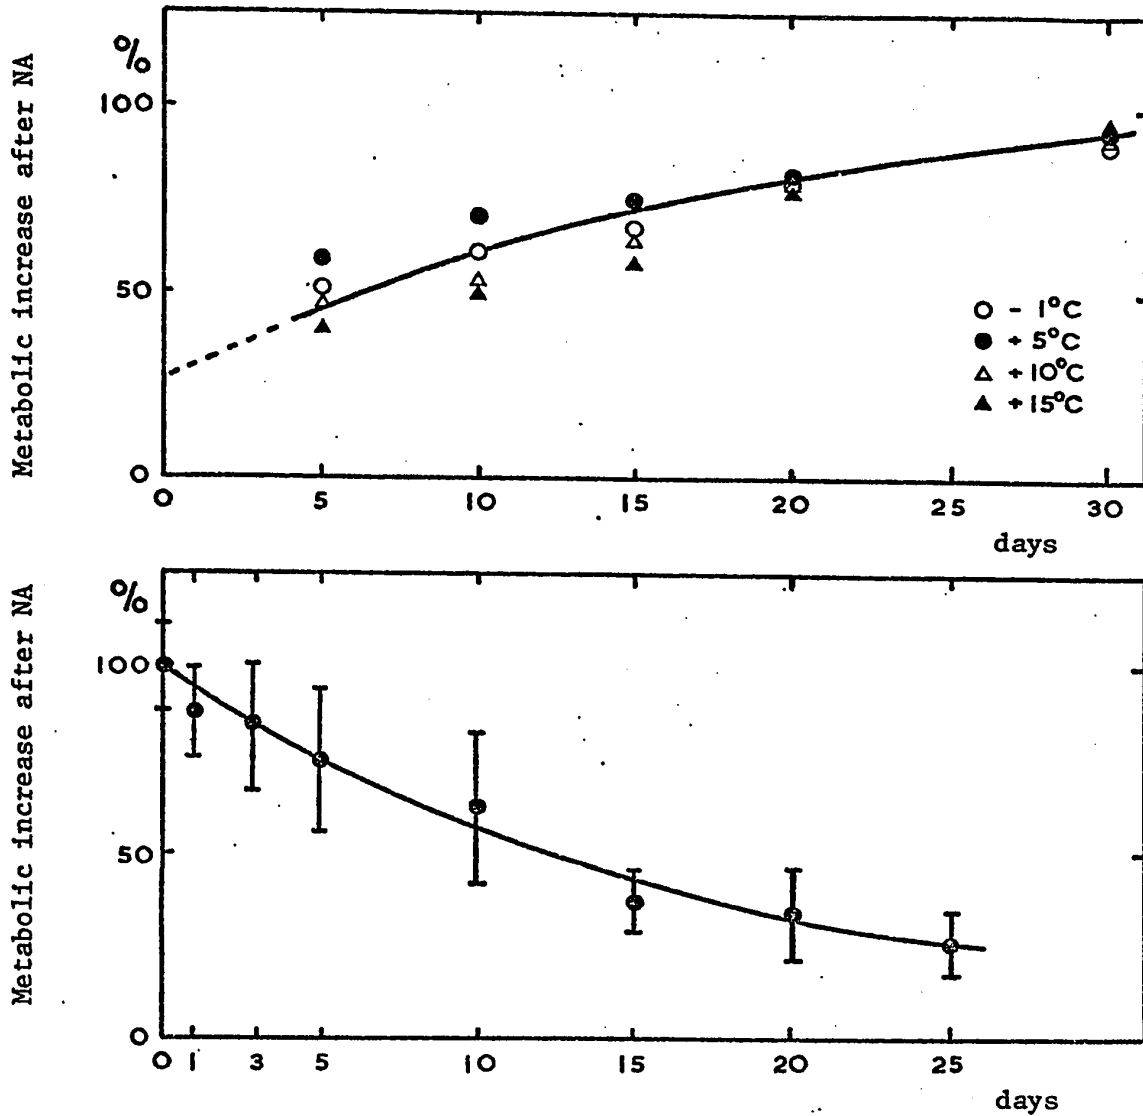 Metabolic increase after NA
%
100
50
0
○ - 1°C
● + 5°C
△ +10°C
▲ +15°C
0 5 10 15 20 25 30
days
Metabolic increase after NA
%
100
50
0
0 1 3 5 10 15 20 25
days